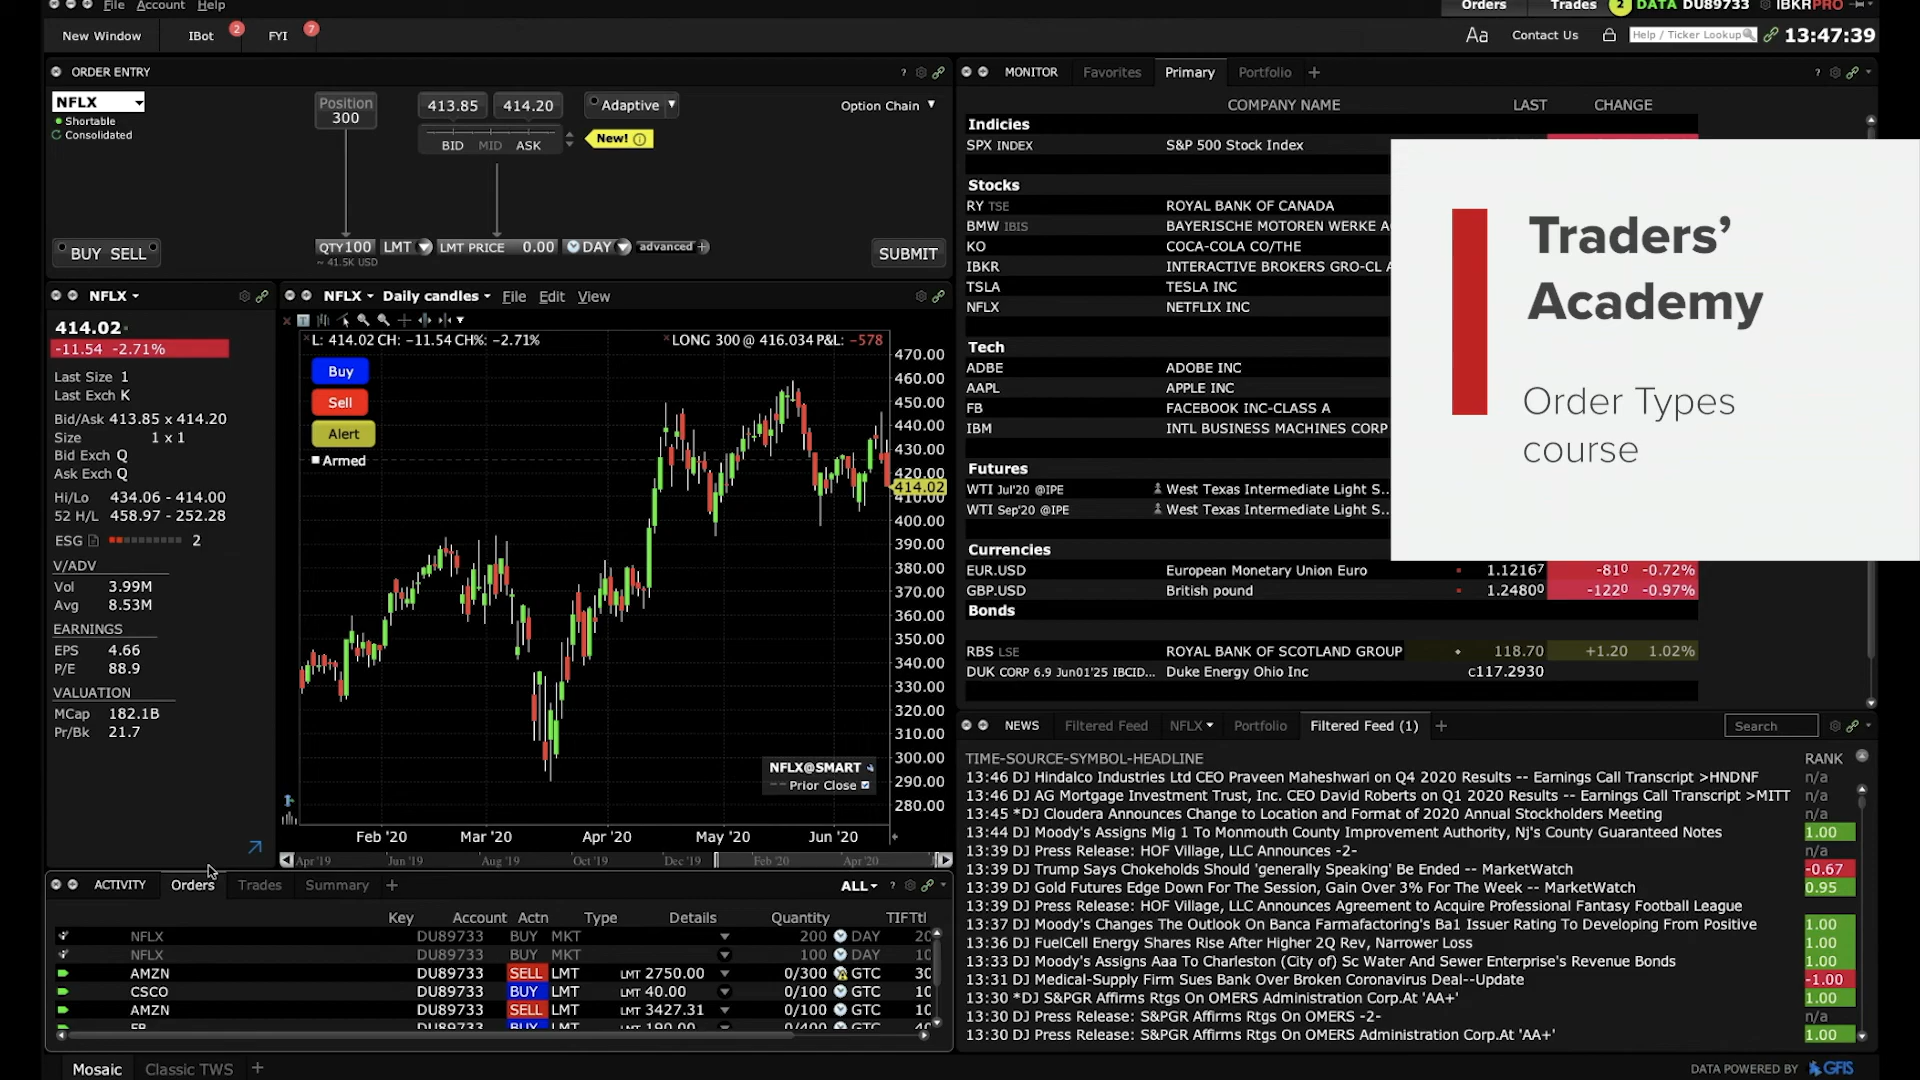 File Account Help
Orders Trades 2 DATA DU89733 IBKRPRO
New Window IBot 2 FYI 7
Aa Contact Us Help / Ticker Lookup 13:47:39
ORDER ENTRY ?
NFLX
Shortable
Consolidated
Position
300
413.85 414.20 Adaptive
BID MID ASK
New!
Option Chain
BUY SELL
QTY 100 LMT LMT PRICE 0.00 DAY advanced
~ 41.5K USD
SUBMIT
NFLX
414.02
-11.54 -2.71%
Last Size 1
Last Exch K
Bid/Ask 413.85 x 414.20
Size 1 x 1
Bid Exch Q
Ask Exch Q
Hi/Lo 434.06 - 414.00
52 H/L 458.97 - 252.28
ESG 2
V/ADV
Vol 3.99M
Avg 8.53M
EARNINGS
EPS 4.66
P/E 88.9
VALUATION
MCap 182.1B
Pr/Bk 21.7
NFLX Daily candles File Edit View
L: 414.02 CH: -11.54 CH%: -2.71% LONG 300 @ 416.034 P&L: -578
Buy
Sell
Alert
Armed
470.00
460.00
450.00
440.00
430.00
420.00
414.02
410.00
400.00
390.00
380.00
370.00
360.00
350.00
340.00
330.00
320.00
310.00
300.00
290.00
280.00
NFLX@SMART
Prior Close
Feb '20 Mar '20 Apr '20 May '20 Jun '20
Apr '19 Jun '19 Aug '19 Oct '19 Dec '19 Feb '20 Apr '20
ACTIVITY Orders Trades Summary + ALL ?
Key Account Actn Type Details Quantity TIF Ttl
NFLX DU89733 BUY MKT 200 DAY 20
NFLX DU89733 BUY MKT 100 DAY 10
AMZN DU89733 SELL LMT LMT 2750.00 0/300 GTC 30
CSCO DU89733 BUY LMT LMT 40.00 0/100 GTC 10
AMZN DU89733 SELL LMT LMT 3427.31 0/100 GTC 10
FB DU89733 BUY LMT LMT 190.00 0/400 GTC 40
Mosaic Classic TWS +
MONITOR Favorites Primary Portfolio + ?
COMPANY NAME LAST CHANGE
Indicies
SPX INDEX S&P 500 Stock Index
Stocks
RY TSE ROYAL BANK OF CANADA
BMW IBIS BAYERISCHE MOTOREN WERKE A
KO COCA-COLA CO/THE
IBKR INTERACTIVE BROKERS GRO-CL A
TSLA TESLA INC
NFLX NETFLIX INC
Tech
ADBE ADOBE INC
AAPL APPLE INC
FB FACEBOOK INC-CLASS A
IBM INTL BUSINESS MACHINES CORP
Futures
WTI Jul'20 @IPE West Texas Intermediate Light S...
WTI Sep'20 @IPE West Texas Intermediate Light S...
Currencies
EUR.USD European Monetary Union Euro 1.12167 -810 -0.72%
GBP.USD British pound 1.24800 -1220 -0.97%
Bonds
RBS LSE ROYAL BANK OF SCOTLAND GROUP 118.70 +1.20 1.02%
DUK CORP 6.9 Jun01'25 IBCID... Duke Energy Ohio Inc c117.2930
Traders’
Academy
Order Types
course
NEWS Filtered Feed NFLX Portfolio Filtered Feed (1) + Search
TIME-SOURCE-SYMBOL-HEADLINE RANK
13:46 DJ Hindalco Industries Ltd CEO Praveen Maheshwari on Q4 2020 Results -- Earnings Call Transcript >HNDNF n/a
13:46 DJ AG Mortgage Investment Trust, Inc. CEO David Roberts on Q1 2020 Results -- Earnings Call Transcript >MITT n/a
13:45 *DJ Cloudera Announces Change to Location and Format of 2020 Annual Stockholders Meeting n/a
13:44 DJ Moody's Assigns Mig 1 To Monmouth County Improvement Authority, Nj's County Guaranteed Notes 1.00
13:39 DJ Press Release: HOF Village, LLC Announces -2- n/a
13:39 DJ Trump Says Chokeholds Should 'generally Speaking' Be Ended -- MarketWatch -0.67
13:39 DJ Gold Futures Edge Down For The Session, Gain Over 3% For The Week -- MarketWatch 0.95
13:39 DJ Press Release: HOF Village, LLC Announces Agreement to Acquire Professional Fantasy Football League
13:37 DJ Moody's Changes The Outlook On Banca Farmafactoring's Ba1 Issuer Rating To Developing From Positive 1.00
13:36 DJ FuelCell Energy Shares Rise After Higher 2Q Rev, Narrower Loss 1.00
13:33 DJ Moody's Assigns Aaa To Charleston (City of) Sc Water And Sewer Enterprise's Revenue Bonds 1.00
13:31 DJ Medical-Supply Firm Sues Bank Over Broken Coronavirus Deal--Update -1.00
13:30 *DJ S&PGR Affirms Rtgs On OMERS Administration Corp.At 'AA+' 1.00
13:30 DJ Press Release: S&PGR Affirms Rtgs On OMERS -2- n/a
13:30 DJ Press Release: S&PGR Affirms Rtgs On OMERS Administration Corp.At 'AA+' 1.00
DATA POWERED BY GFIS